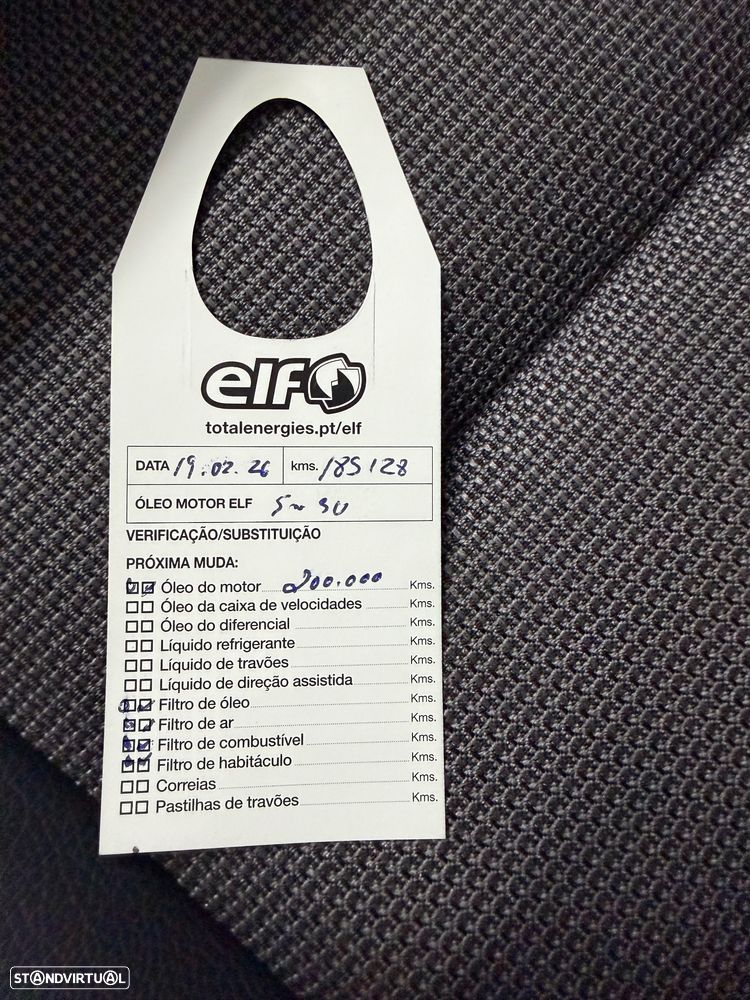 elf
totalenergies.pt/elf
DATA 19.02.26 kms. 185128
ÓLEO MOTOR ELF 5w30
VERIFICAÇÃO/SUBSTITUIÇÃO
PRÓXIMA MUDA:
Óleo do motor 200.000 Kms.
Óleo da caixa de velocidades Kms.
Óleo do diferencial Kms.
Líquido refrigerante Kms.
Líquido de travões Kms.
Líquido de direção assistida Kms.
Filtro de óleo Kms.
Filtro de ar Kms.
Filtro de combustível Kms.
Filtro de habitáculo Kms.
Correias Kms.
Pastilhas de travões Kms.
STANDVIRTUAL